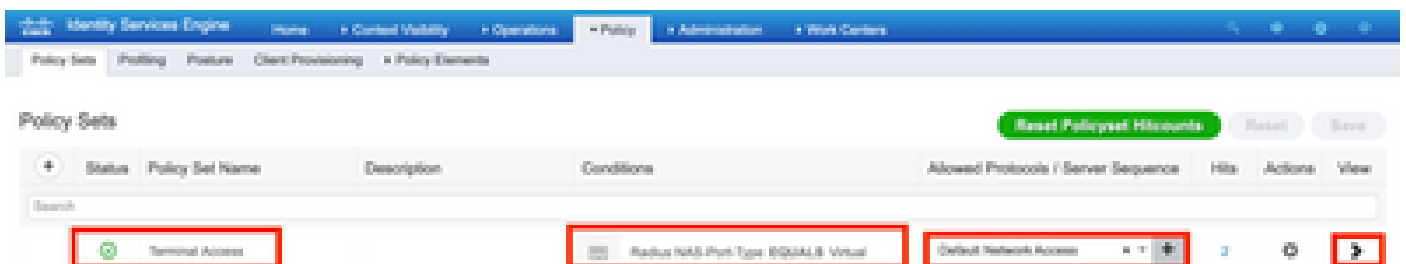 cisco Identity Services Engine Home Context Visibility Operations Policy Administration Work Centers
Policy Sets Profiling Posture Client Provisioning Policy Elements
Policy Sets
Reset Policyset Hitcounts Reset Save
+ Status Policy Set Name Description Conditions Allowed Protocols / Server Sequence Hits Actions View
Search
Terminal Access Radius NAS-Port-Type EQUALS Virtual Default Network Access 2